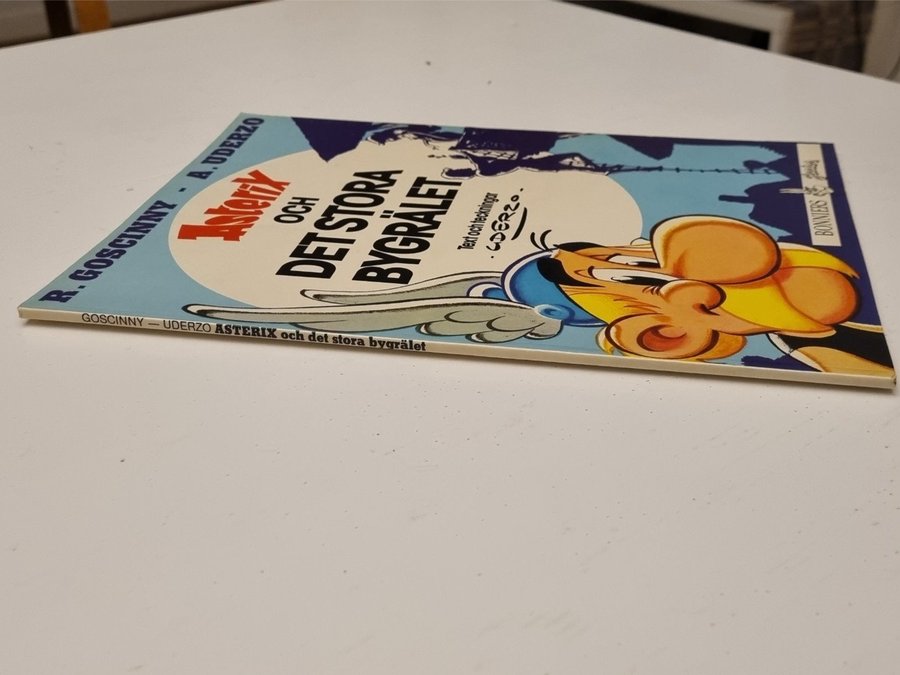 R. GOSCINNY - A. UDERZO
Asterix
OCH
DET STORA
BYGRÄLET
Text och teckningar
·UDERZO·
BONNIERS
GOSCINNY — UDERZO ASTERIX och det stora bygrälet